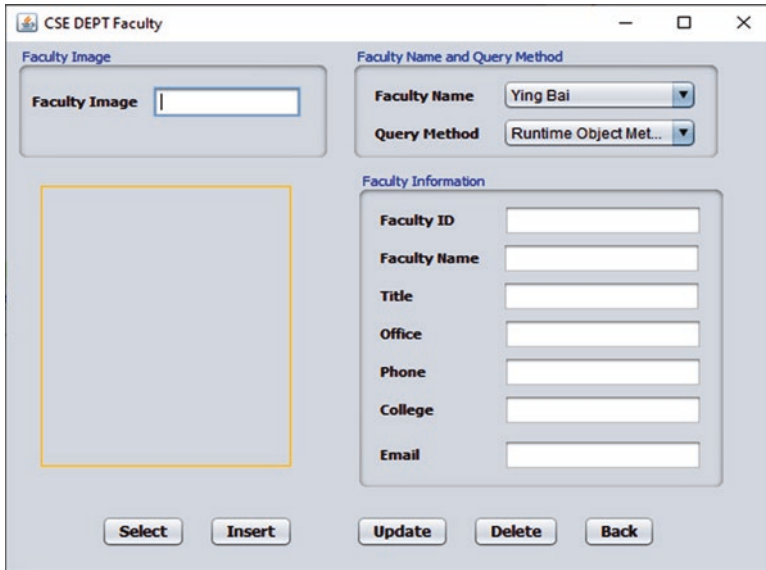 CSE DEPT Faculty
Faculty Image
Faculty Image
Faculty Name and Query Method
Faculty Name Ying Bai
Query Method Runtime Object Met...
Faculty Information
Faculty ID
Faculty Name
Title
Office
Phone
College
Email
Select Insert Update Delete Back